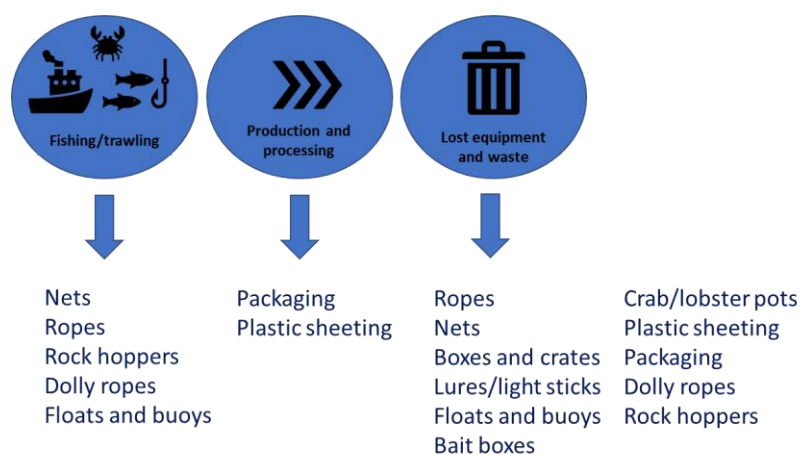 Fishing/trawling
Production and
processing
Lost equipment
and waste
Nets
Ropes
Rock hoppers
Dolly ropes
Floats and buoys
Packaging
Plastic sheeting
Ropes
Nets
Boxes and crates
Lures/light sticks
Floats and buoys
Bait boxes
Crab/lobster pots
Plastic sheeting
Packaging
Dolly ropes
Rock hoppers